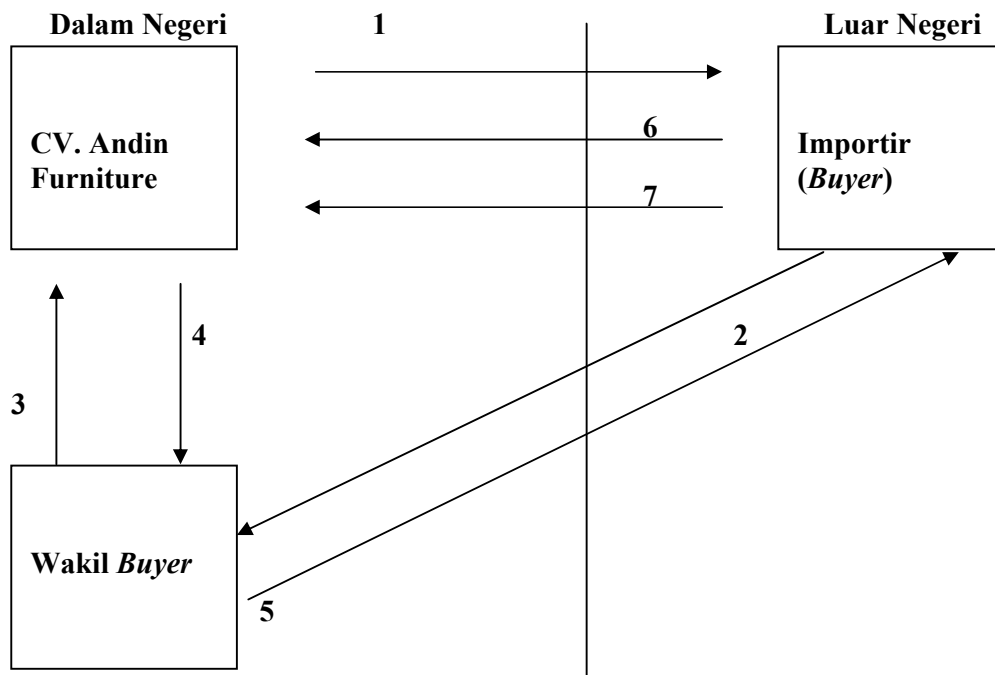 Dalam Negeri
1
Luar Negeri
CV. Andin
Furniture
6
Importir
(Buyer)
7
4
2
3
Wakil Buyer
5